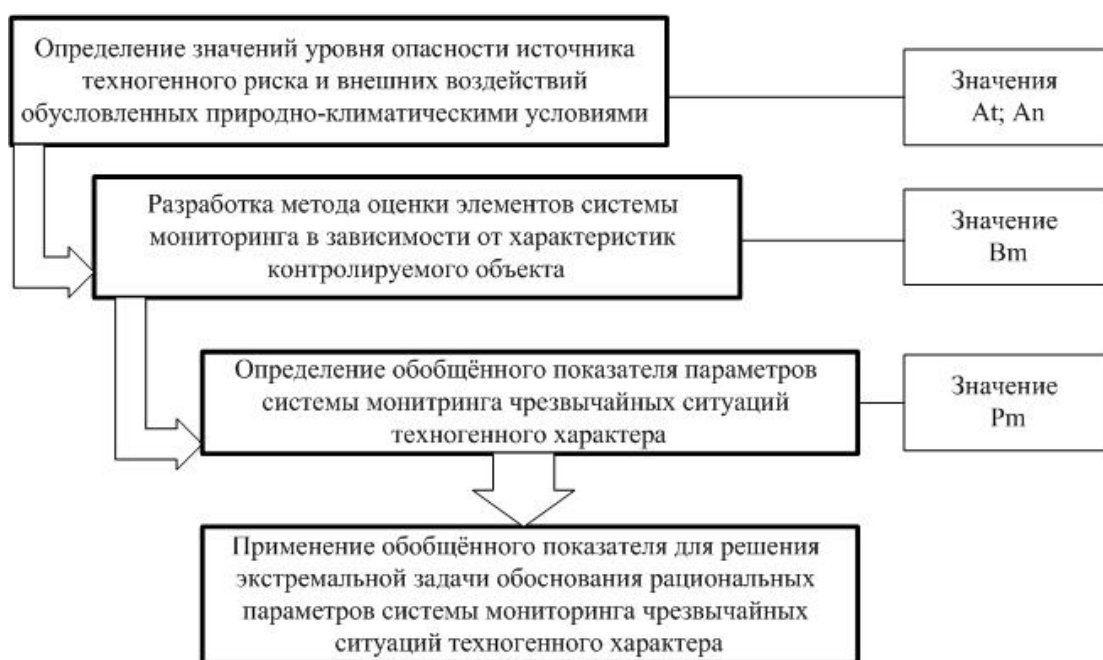 Определение значений уровня опасности источника
техногенного риска и внешних воздействий
обусловленных природно-климатическими условиями
Значения
At; An
Разработка метода оценки элементов системы
мониторинга в зависимости от характеристик
контролируемого объекта
Значение
Bm
Определение обобщённого показателя параметров
системы монитринга чрезвычайных ситуаций
техногенного характера
Значение
Pm
Применение обобщённого показателя для решения
экстремальной задачи обоснования рациональных
параметров системы мониторинга чрезвычайных
ситуаций техногенного характера